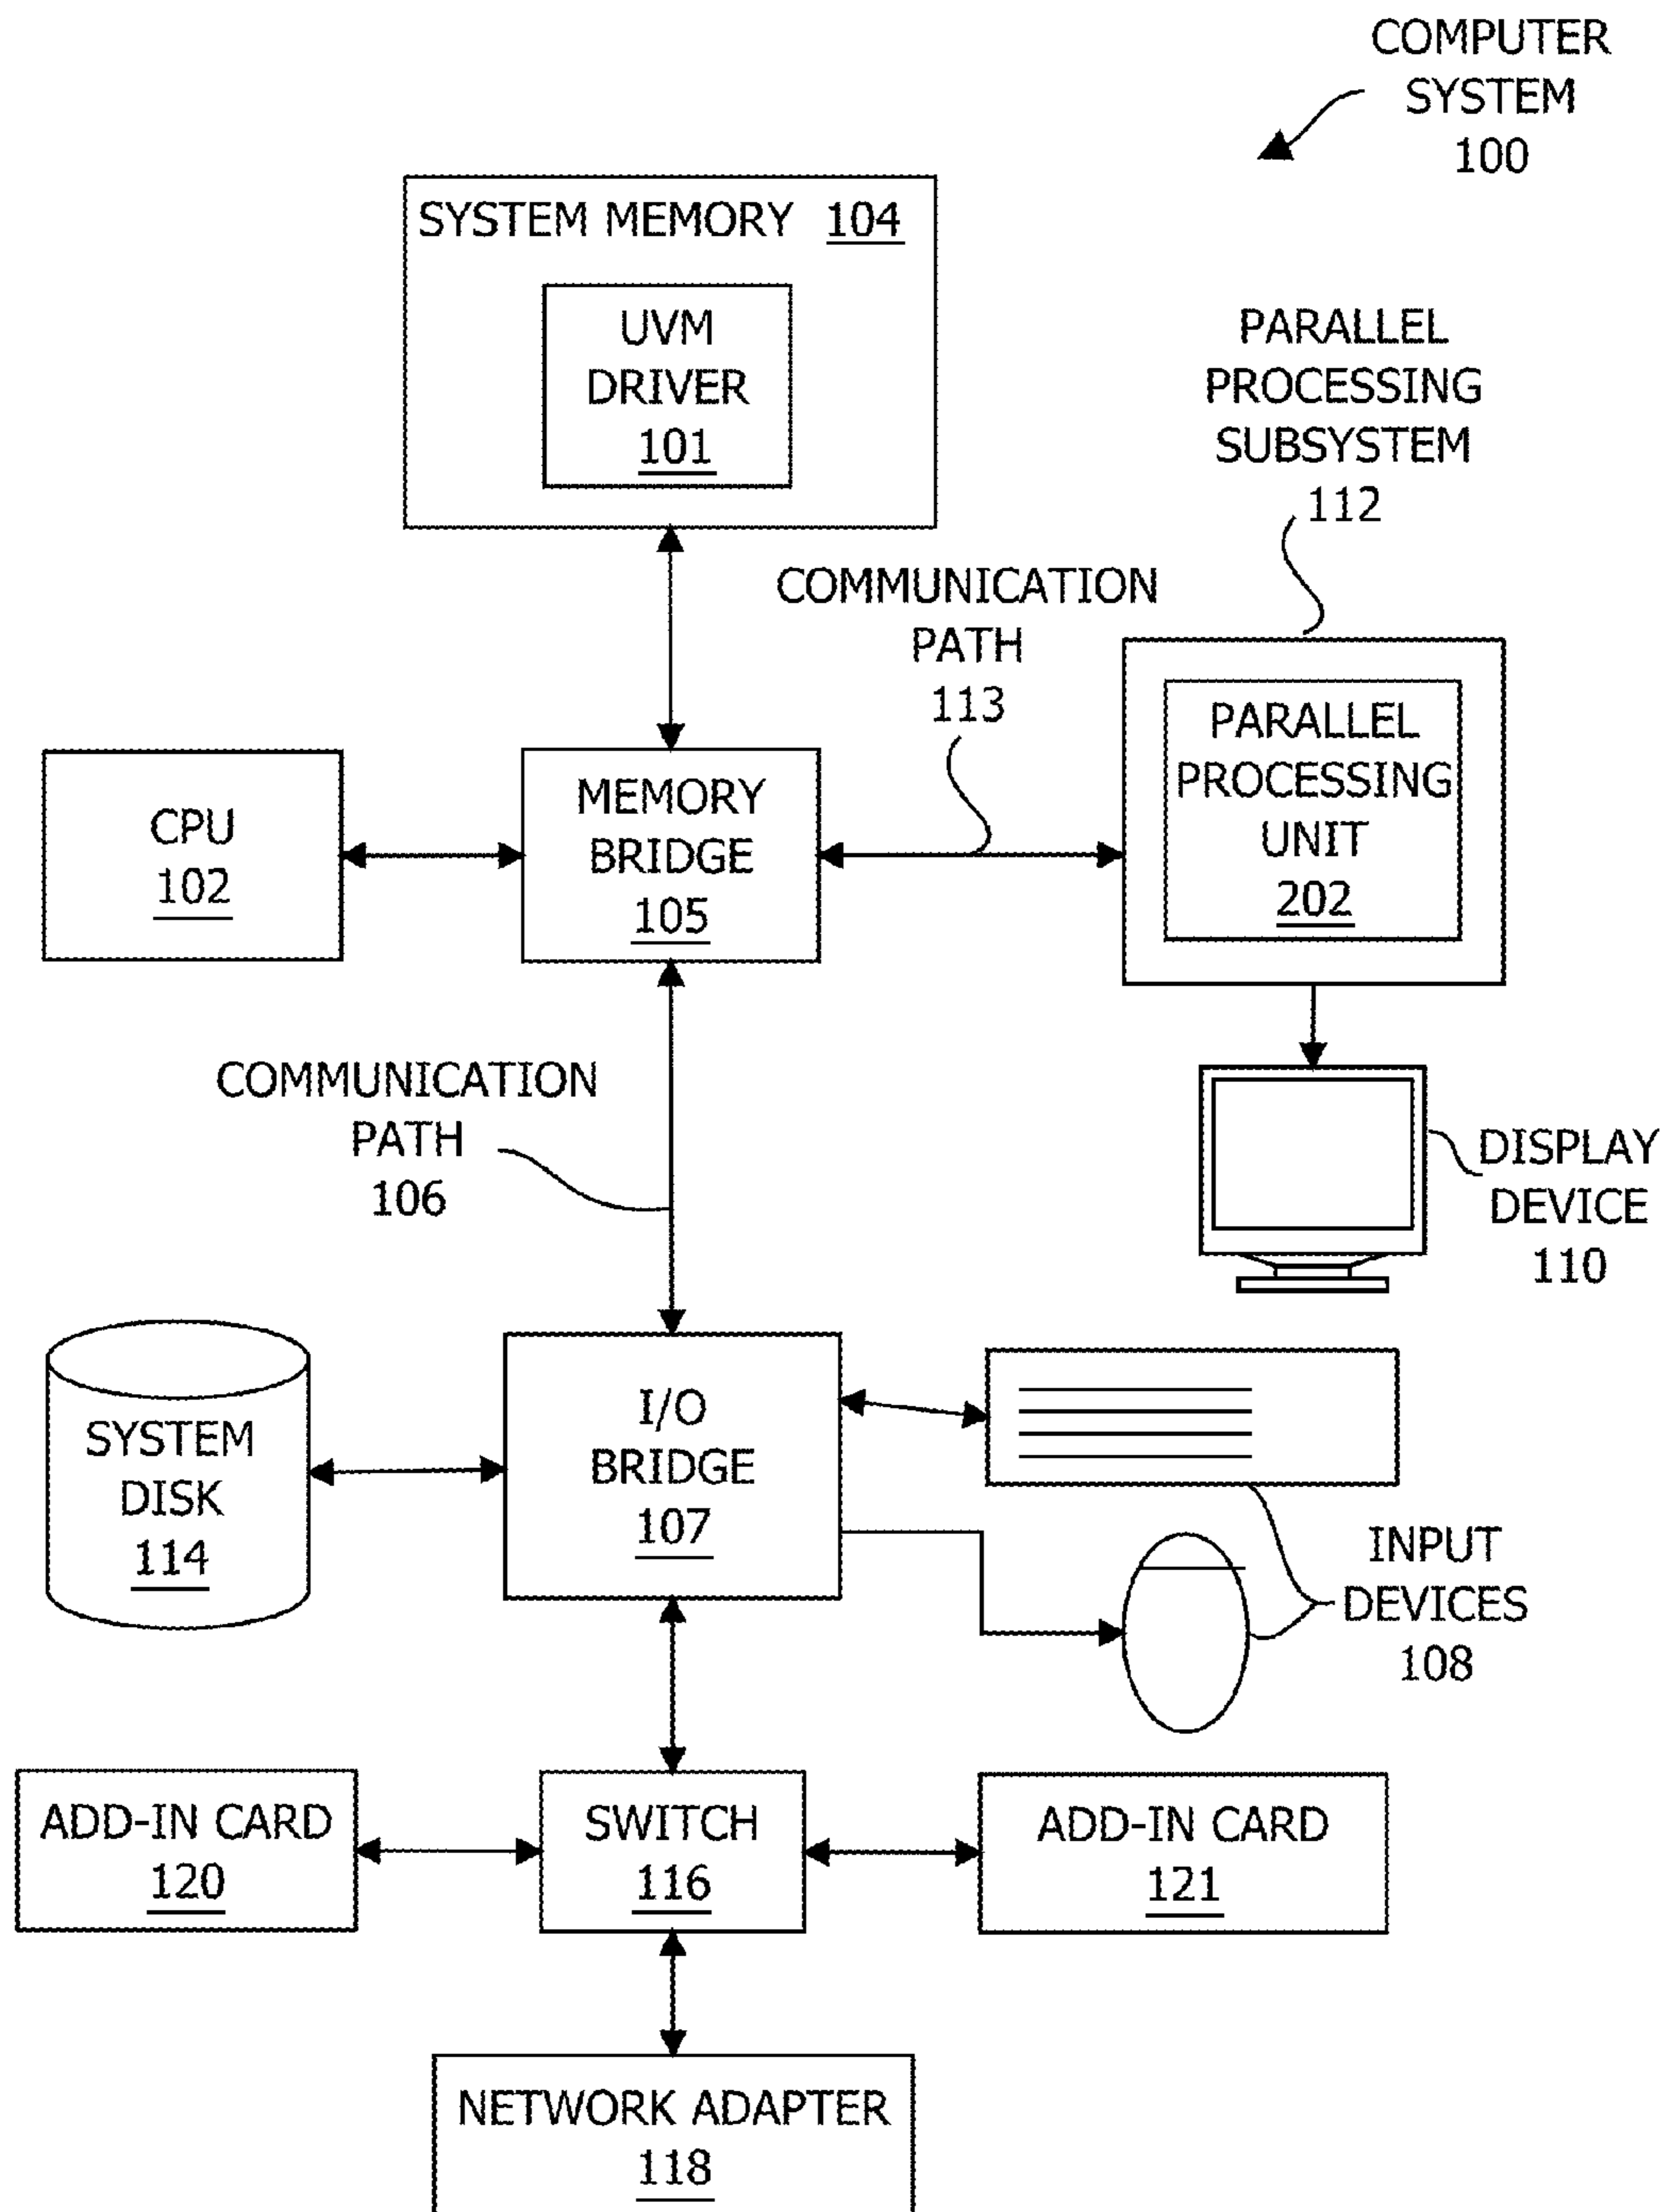 COMPUTER
SYSTEM
100
SYSTEM MEMORY 104
UVM
DRIVER
101
PARALLEL
PROCESSING
SUBSYSTEM
112
COMMUNICATION
PATH
113
PARALLEL
PROCESSING
UNIT
202
CPU
102
MEMORY
BRIDGE
105
COMMUNICATION
PATH
106
DISPLAY
DEVICE
110
SYSTEM
DISK
114
I/O
BRIDGE
107
INPUT
DEVICES
108
ADD-IN CARD
120
SWITCH
116
ADD-IN CARD
121
NETWORK ADAPTER
118